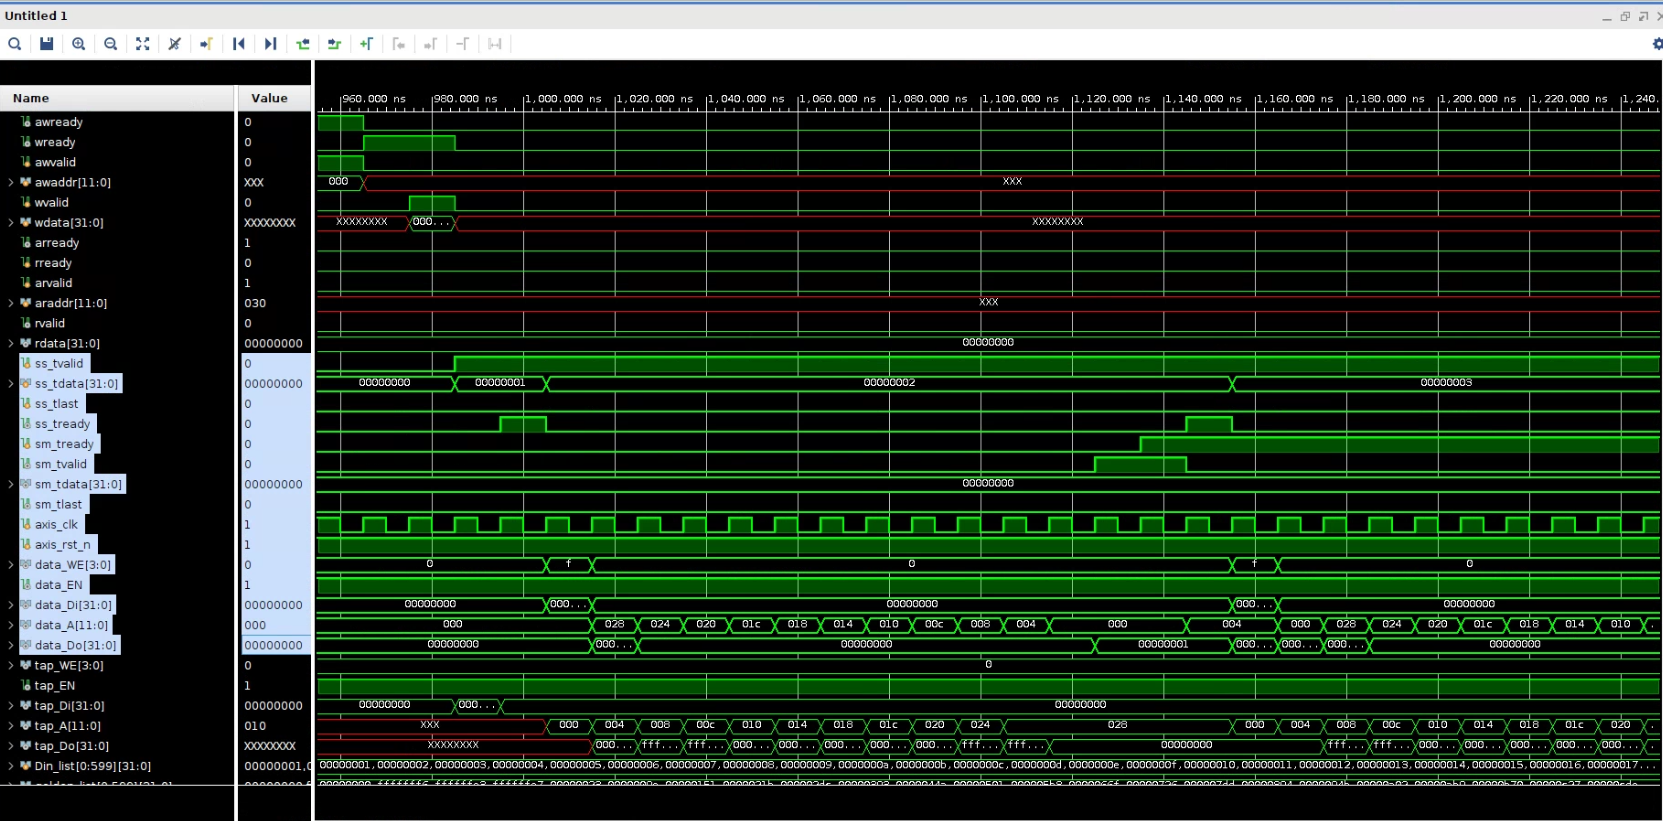 Untitled 1
Name Value 960.000 ns 980.000 ns 1,000.000 ns 1,020.000 ns 1,040.000 ns 1,060.000 ns 1,080.000 ns 1,100.000 ns 1,120.000 ns 1,140.000 ns 1,160.000 ns 1,180.000 ns 1,200.000 ns 1,220.000 ns 1,240.
awready 0
wready 0
awvalid 0
awaddr[11:0] XXX 000 XXX
wvalid 0
wdata[31:0] XXXXXXXX XXXXXXXX 000... XXXXXXXX
arready 1
rready 0
arvalid 1
araddr[11:0] 030 XXX
rvalid 0
rdata[31:0] 00000000 00000000
ss_tvalid 0
ss_tdata[31:0] 00000000 00000000 00000001 00000002 00000003
ss_tlast 0
ss_tready 0
sm_tready 0
sm_tvalid 0
sm_tdata[31:0] 00000000 00000000
sm_tlast 0
axis_clk 1
axis_rst_n 1
data_WE[3:0] 0 0 f 0 f 0
data_EN 1
data_Di[31:0] 00000000 00000000 000... 00000000 000... 00000000
data_A[11:0] 000 000 028 024 020 01c 018 014 010 00c 008 004 000 004 000 028 024 020 01c 018 014 010 .
data_Do[31:0] 00000000 00000000 000... 00000000 00000001 000... 000... 000... 00000000
tap_WE[3:0] 0 0
tap_EN 1
tap_Di[31:0] 00000000 00000000 000... 00000000
tap_A[11:0] 010 XXX 000 004 008 00c 010 014 018 01c 020 024 028 000 004 008 00c 010 014 018 01c 020 .
tap_Do[31:0] XXXXXXXX XXXXXXXX 000... fff... fff... 000... 000... 000... 000... 000... fff... fff... 00000000 fff... fff... 000... 000... 000... 000... 000... .
Din_list[0:599][31:0] 00000001,0 00000001,00000002,00000003,00000004,00000005,00000006,00000007,00000008,00000009,0000000a,0000000b,0000000c,0000000d,0000000e,0000000f,00000010,00000011,00000012,00000013,00000014,00000015,00000016,00000017...